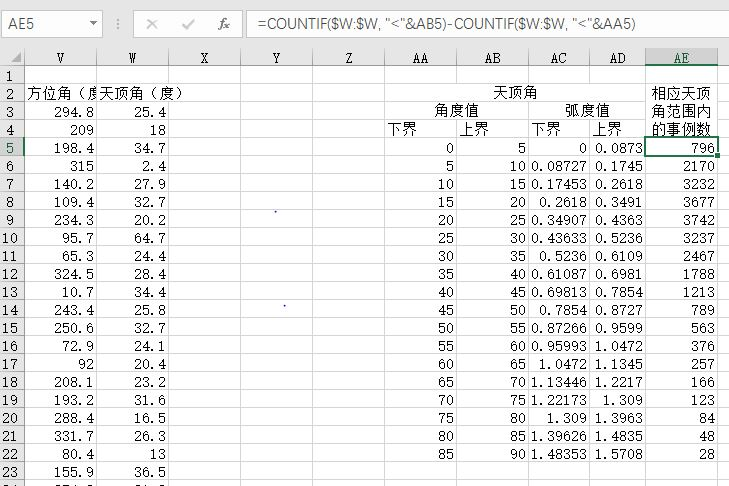 AE5 fx =COUNTIF($W:$W, "<"&AB5)-COUNTIF($W:$W, "<"&AA5)
V W X Y Z AA AB AC AD AE
1
2 方位角（度 天顶角（度） 天顶角 相应天顶
3 294.8 25.4 角度值 弧度值 角范围内
4 209 18 下界 上界 下界 上界 的事例数
5 198.4 34.7 0 5 0 0.0873 796
6 315 2.4 5 10 0.08727 0.1745 2170
7 140.2 27.9 10 15 0.17453 0.2618 3232
8 109.4 32.7 15 20 0.2618 0.3491 3677
9 234.3 20.2 20 25 0.34907 0.4363 3742
10 95.7 64.7 25 30 0.43633 0.5236 3237
11 65.3 24.4 30 35 0.5236 0.6109 2467
12 324.5 28.4 35 40 0.61087 0.6981 1788
13 10.7 34.4 40 45 0.69813 0.7854 1213
14 243.4 25.8 45 50 0.7854 0.8727 789
15 250.6 32.7 50 55 0.87266 0.9599 563
16 72.9 24.1 55 60 0.95993 1.0472 376
17 92 20.4 60 65 1.0472 1.1345 257
18 208.1 23.2 65 70 1.13446 1.2217 166
19 193.2 31.6 70 75 1.22173 1.309 123
20 288.4 16.5 75 80 1.309 1.3963 84
21 331.7 26.3 80 85 1.39626 1.4835 48
22 80.4 13 85 90 1.48353 1.5708 28
23 155.9 36.5